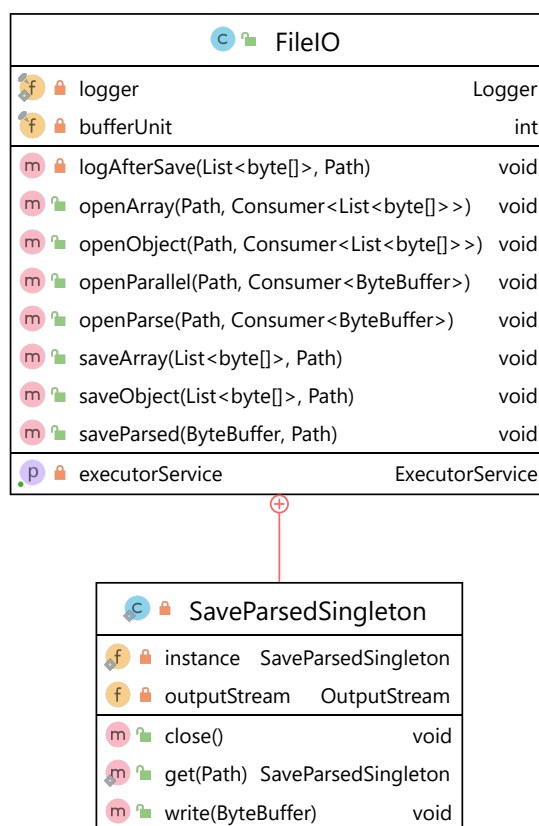 FileIO
logger Logger
bufferUnit int
logAfterSave(List<byte[]>, Path) void
openArray(Path, Consumer<List<byte[]>>) void
openObject(Path, Consumer<List<byte[]>>) void
openParallel(Path, Consumer<ByteBuffer>) void
openParse(Path, Consumer<ByteBuffer>) void
saveArray(List<byte[]>, Path) void
saveObject(List<byte[]>, Path) void
saveParsed(ByteBuffer, Path) void
executorService ExecutorService
SaveParsedSingleton
instance SaveParsedSingleton
outputStream OutputStream
close() void
get(Path) SaveParsedSingleton
write(ByteBuffer) void